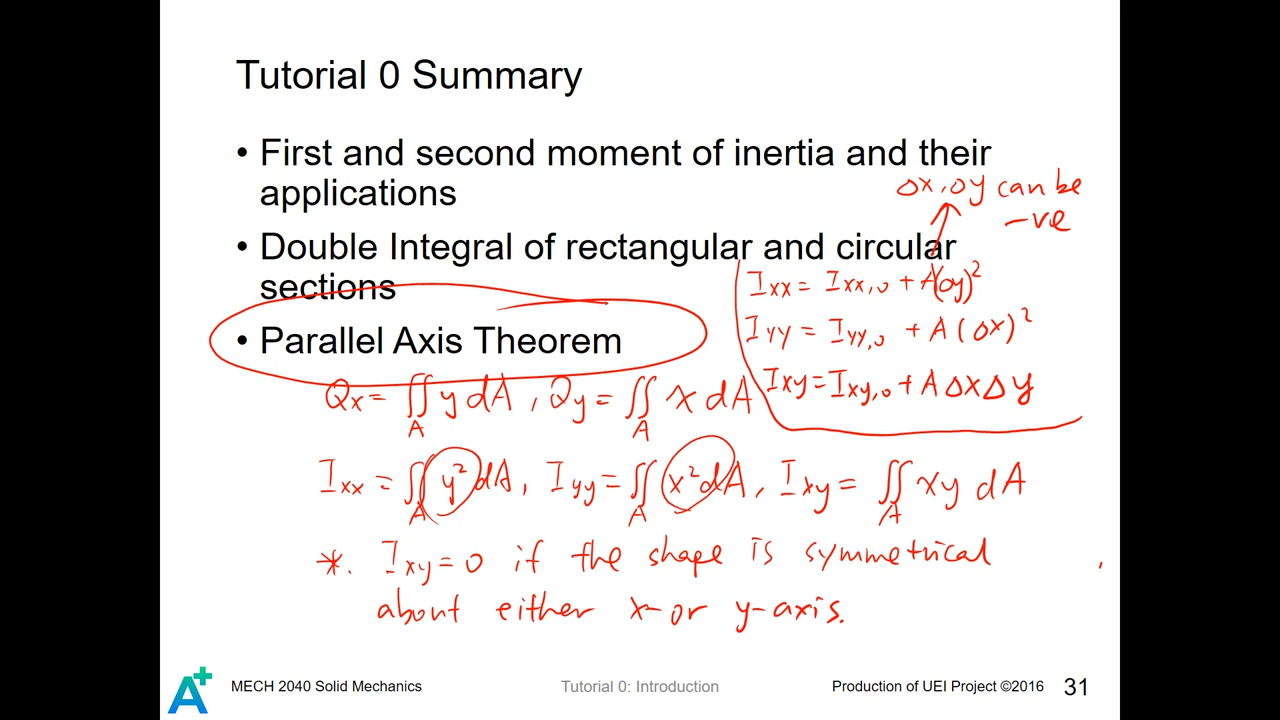 Tutorial 0 Summary
• First and second moment of inertia and their
applications
Δx, Δy can be
-ve
• Double Integral of rectangular and circular
sections
Ixx = Ixx,0 + A(Δy)²
• Parallel Axis Theorem
Iyy = Iyy,0 + A(Δx)²
Ixy = Ixy,0 + AΔxΔy
Qx = ∬A y dA, Qy = ∬A x dA
Ixx = ∬A y² dA, Iyy = ∬A x² dA, Ixy = ∬A xy dA
*. Ixy = 0 if the shape is symmetrical
about either x- or y-axis.
A+
MECH 2040 Solid Mechanics
Tutorial 0: Introduction
Production of UEI Project ©2016
31